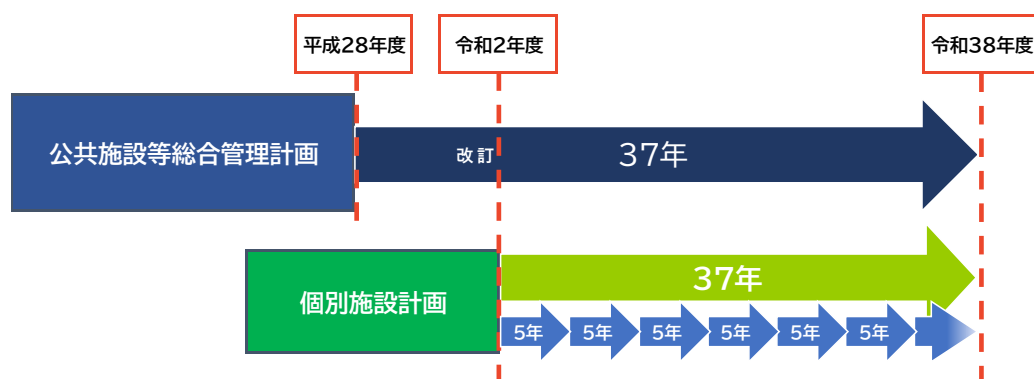 平成28年度
令和2年度
令和38年度
公共施設等総合管理計画
改訂
37年
個別施設計画
37年
5年
5年
5年
5年
5年
5年